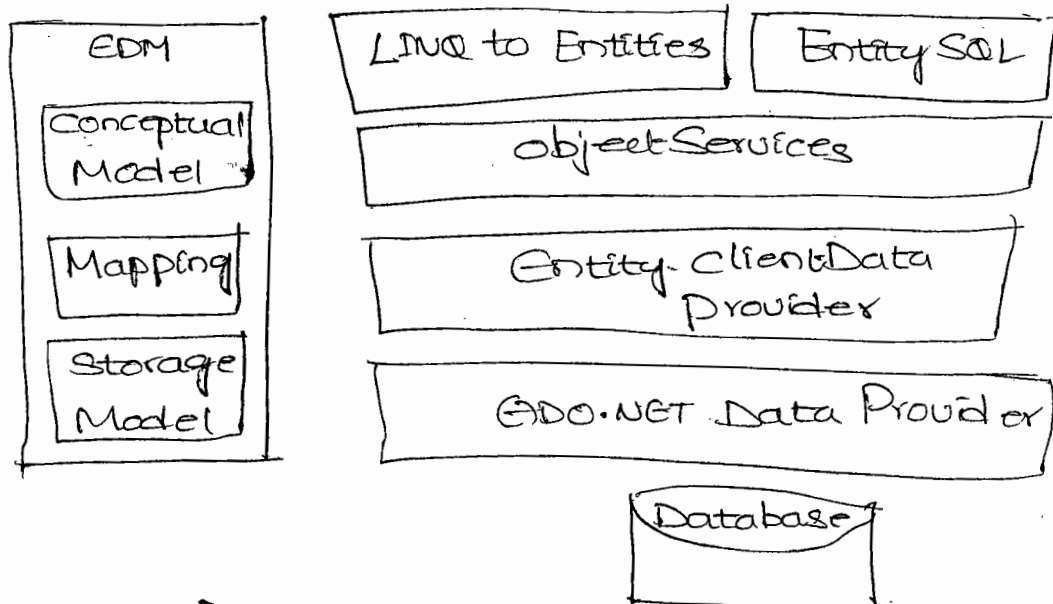 EDM
Conceptual
Model
Mapping
Storage
Model
LINQ to Entities
Entity SQL
ObjectServices
Entity-ClientData
Provider
ADO.NET Data Provider
Database